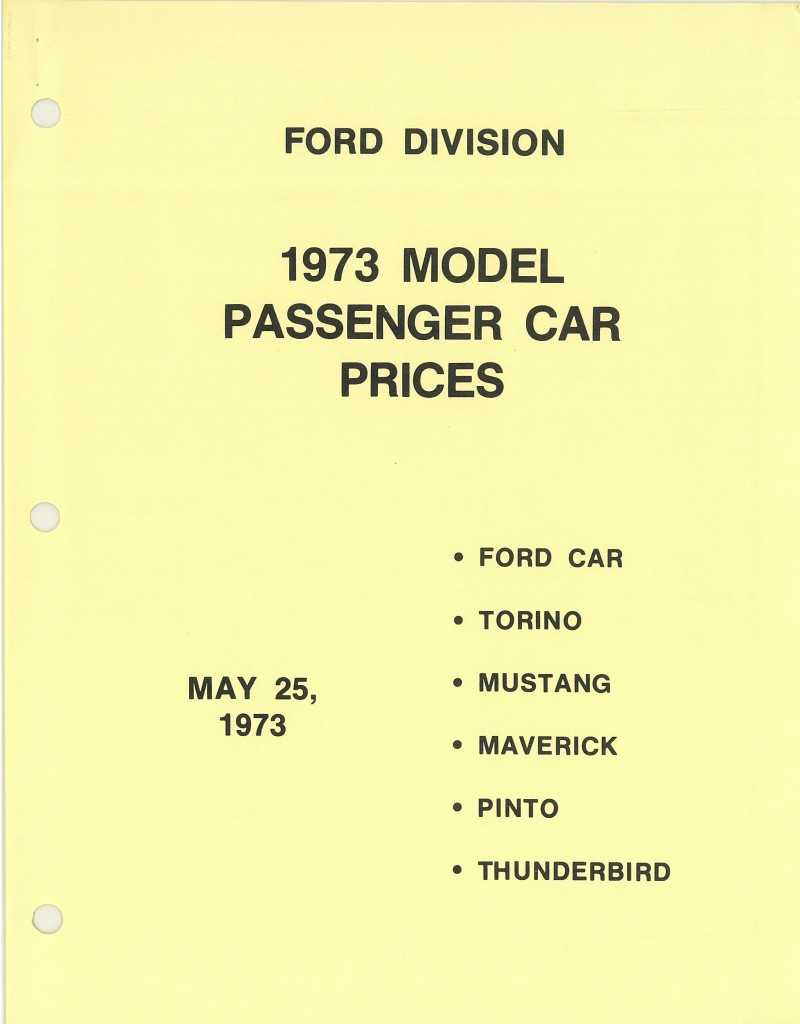 FORD DIVISION
1973 MODEL
PASSENGER CAR
PRICES
• FORD CAR
• TORINO
• MUSTANG
• MAVERICK
• PINTO
• THUNDERBIRD
MAY 25,
1973